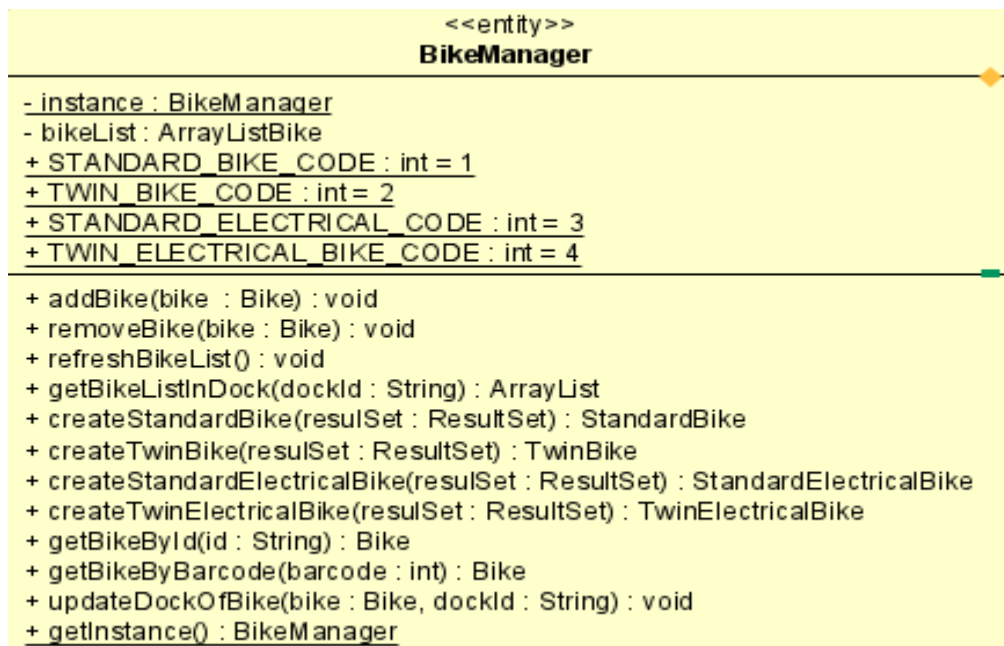 <<entity>>
BikeManager
- instance : BikeManager
- bikeList : ArrayListBike
+ STANDARD_BIKE_CODE : int = 1
+ TWIN_BIKE_CODE : int = 2
+ STANDARD_ELECTRICAL_CODE : int = 3
+ TWIN_ELECTRICAL_BIKE_CODE : int = 4
+ addBike(bike : Bike) : void
+ removeBike(bike : Bike) : void
+ refreshBikeList() : void
+ getBikeListInDock(dockId : String) : ArrayList
+ createStandardBike(resulSet : ResultSet) : StandardBike
+ createTwinBike(resulSet : ResultSet) : TwinBike
+ createStandardElectricalBike(resulSet : ResultSet) : StandardElectricalBike
+ createTwinElectricalBike(resulSet : ResultSet) : TwinElectricalBike
+ getBikeById(id : String) : Bike
+ getBikeByBarcode(barcode : int) : Bike
+ updateDockOfBike(bike : Bike, dockId : String) : void
+ getInstance() : BikeManager